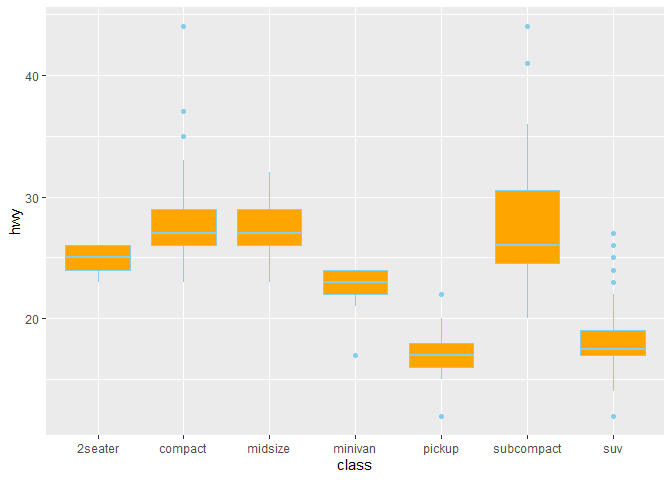 40
30
20
hwy
2seater compact midsize minivan pickup subcompact suv
class